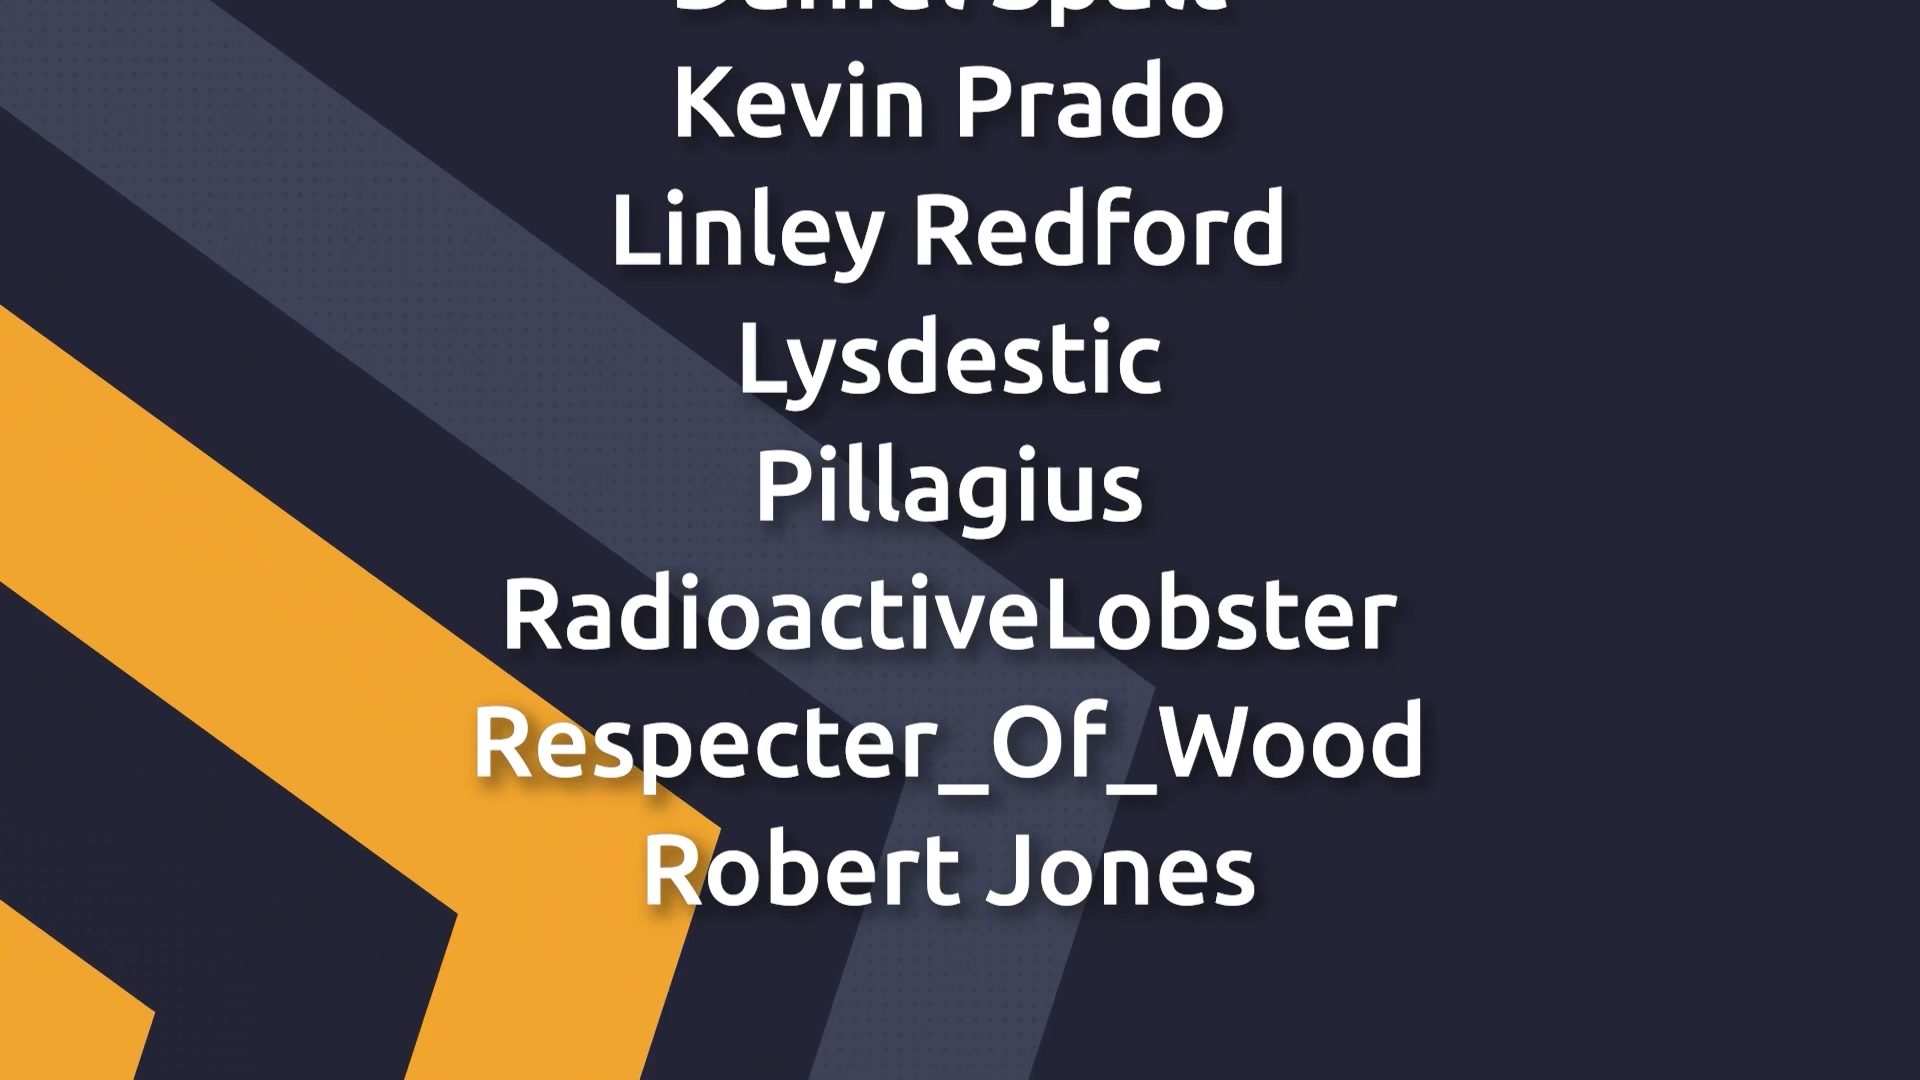 Kevin Prado
Linley Redford
Lysdestic
Pillagius
RadioactiveLobster
Respecter_Of_Wood
Robert Jones